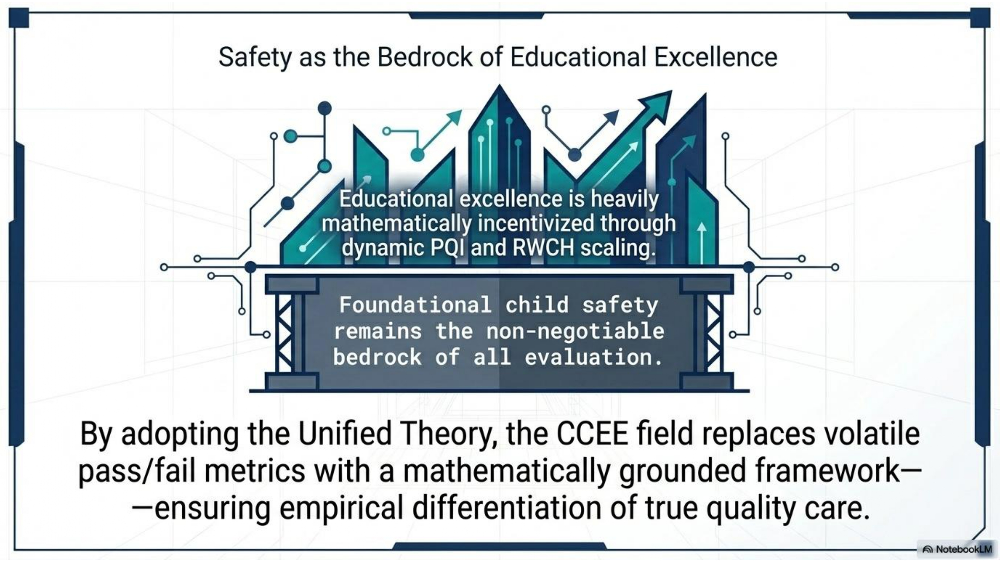 Safety as the Bedrock of Educational Excellence
Educational excellence is heavily
mathematically incentivized through
dynamic PQI and RWCH scaling.
Foundational child safety
remains the non-negotiable
bedrock of all evaluation.
By adopting the Unified Theory, the CCEE field replaces volatile
pass/fail metrics with a mathematically grounded framework—
—ensuring empirical differentiation of true quality care.
NotebookLM